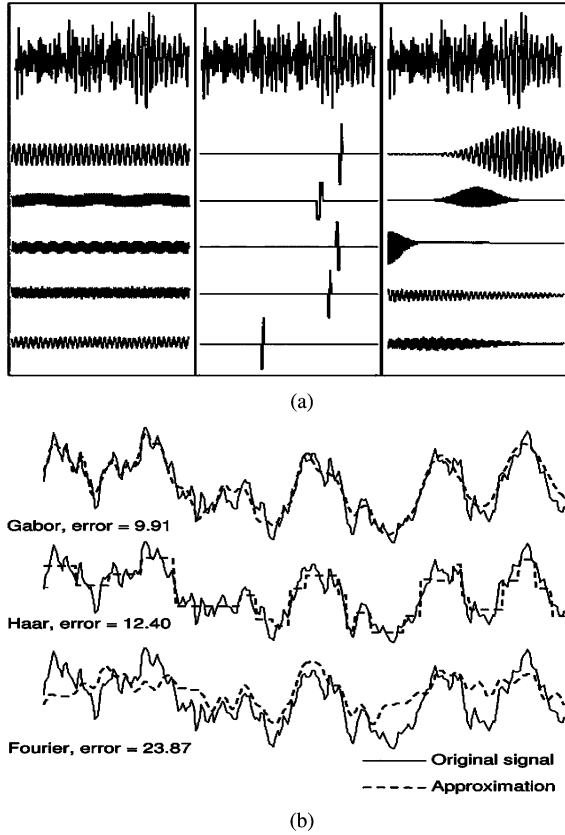 (a)
Gabor, error = 9.91
Haar, error = 12.40
Fourier, error = 23.87
Original signal
Approximation
(b)